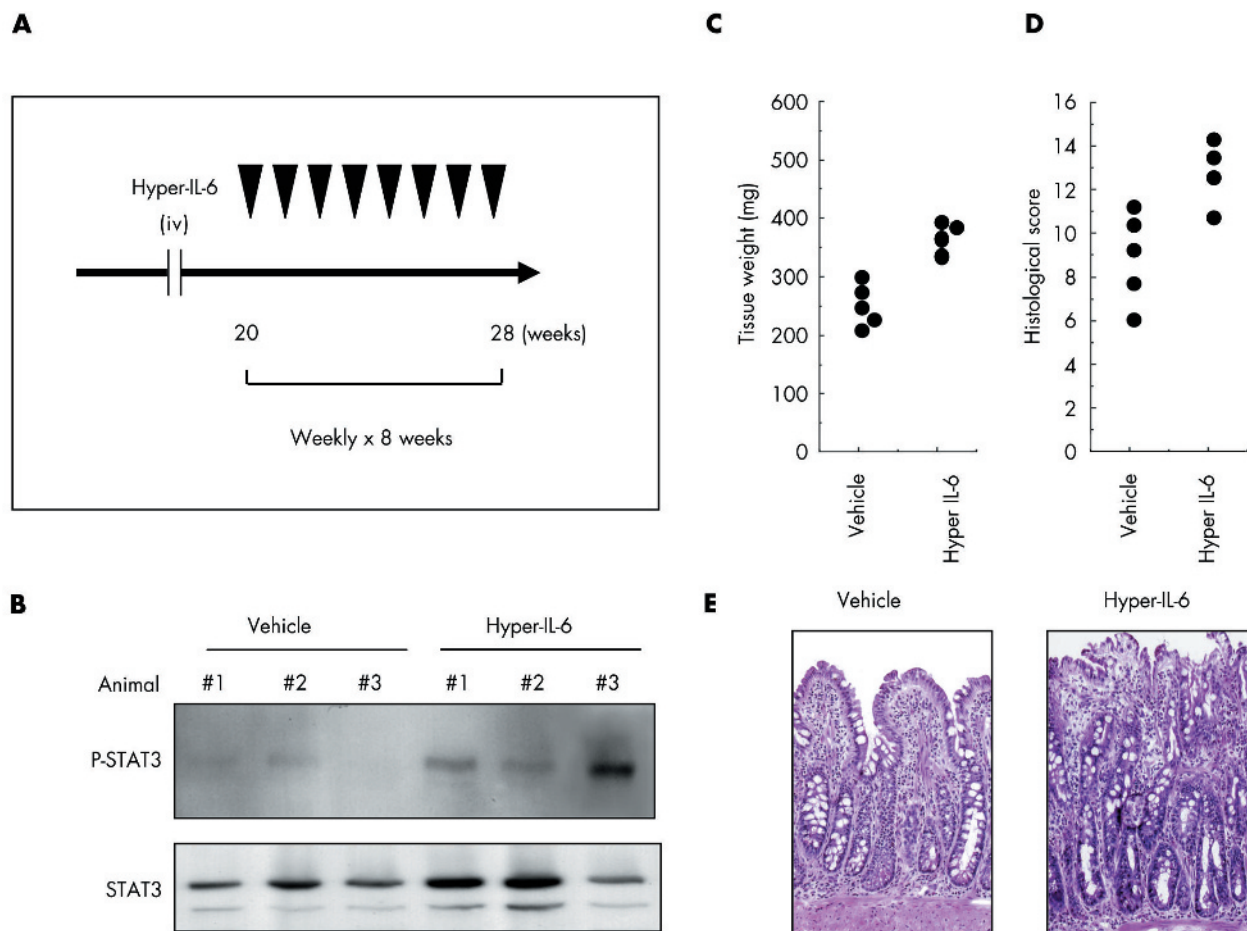 A
Hyper-IL-6
(iv)
20
28 (weeks)
Weekly x 8 weeks
B
Vehicle
Hyper-IL-6
Animal
#1
#2
#3
#1
#2
#3
P-STAT3
STAT3
C
Tissue weight (mg)
600
500
400
300
200
100
0
Vehicle
Hyper IL-6
D
Histological score
16
14
12
10
8
6
4
2
0
Vehicle
Hyper IL-6
E
Vehicle
Hyper-IL-6